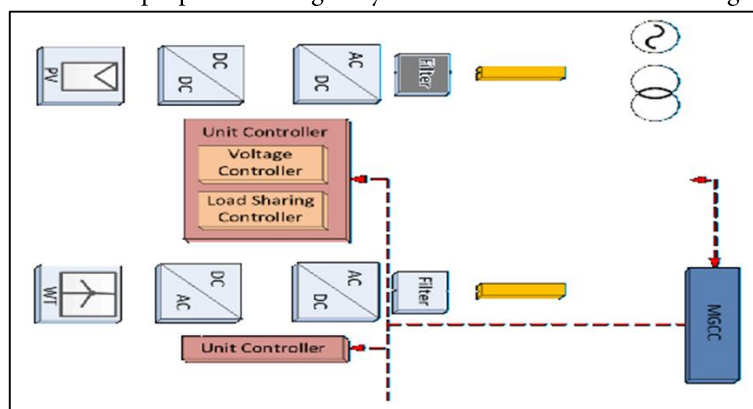 PV
DC
DC
AC
DC
Filter
Unit Controller
Voltage
Controller
Load Sharing
Controller
WT
DC
AC
AC
DC
Filter
MGCC
Unit Controller